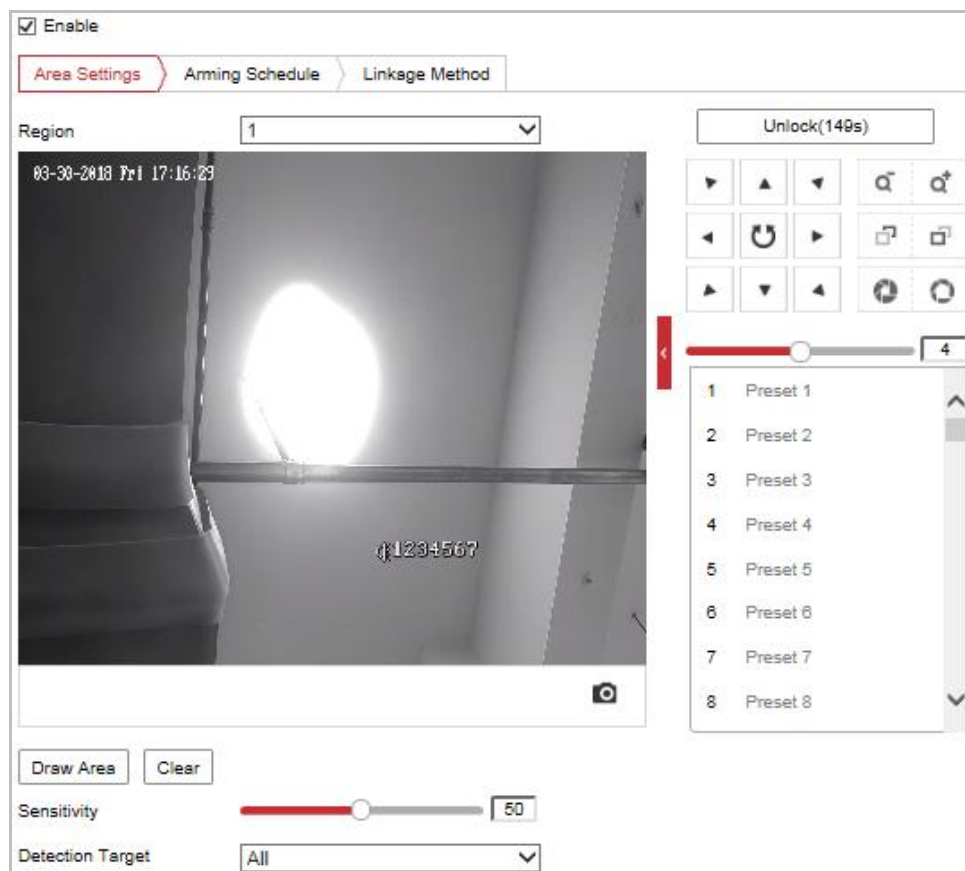 Enable
Area Settings
Arming Schedule
Linkage Method
Region
1
Unlock(149s)
03-30-2018 Fri 17:16:29
4
1 Preset 1
2 Preset 2
3 Preset 3
4 Preset 4
5 Preset 5
6 Preset 6
7 Preset 7
8 Preset 8
1234567
Draw Area
Clear
Sensitivity
50
Detection Target
All